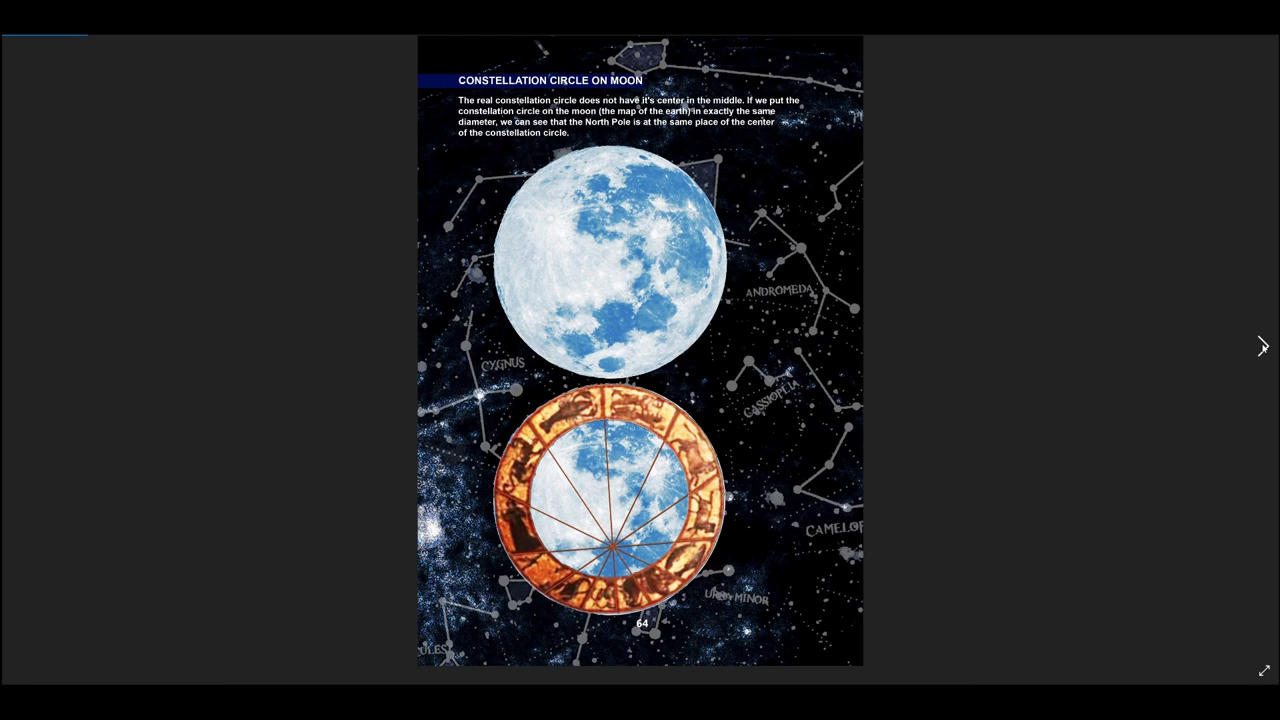 CONSTELLATION CIRCLE ON MOON
The real constellation circle does not have it's center in the middle. If we put the
constellation circle on the moon (the map of the earth) in exactly the same
diameter, we can see that the North Pole is at the same place of the center
of the constellation circle.
ANDROMEDA
CYGNUS
CASSIOPEIA
CAMELOP
URSA MINOR
64
ULES